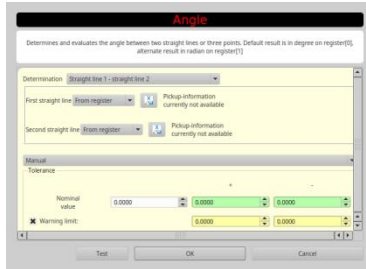 Angle
Determines and evaluates the angle between two straight lines or three points. Default result is in degree on register[0],
alternate result in radian on register[1]
Determination Straight line 1 - straight line 2
First straight line From register Pickup-information
currently not available
Second straight line From register Pickup-information
currently not available
Manual
Tolerance
+ -
Nominal
value 0.0000 0.0000 0.0000
Warning limit: 0.0000 0.0000
Test OK Cancel